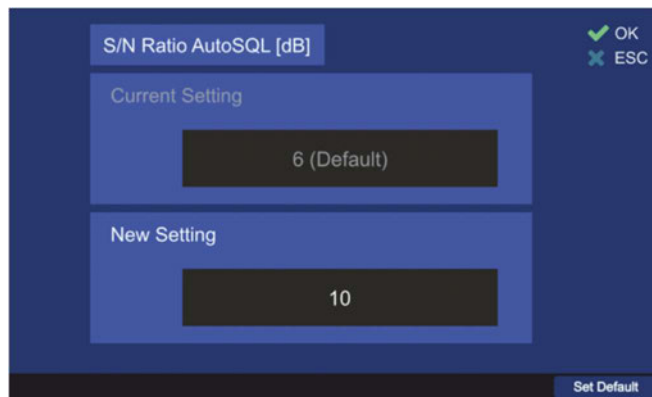 S/N Ratio AutoSQL [dB]
OK
ESC
Current Setting
6 (Default)
New Setting
10
Set Default